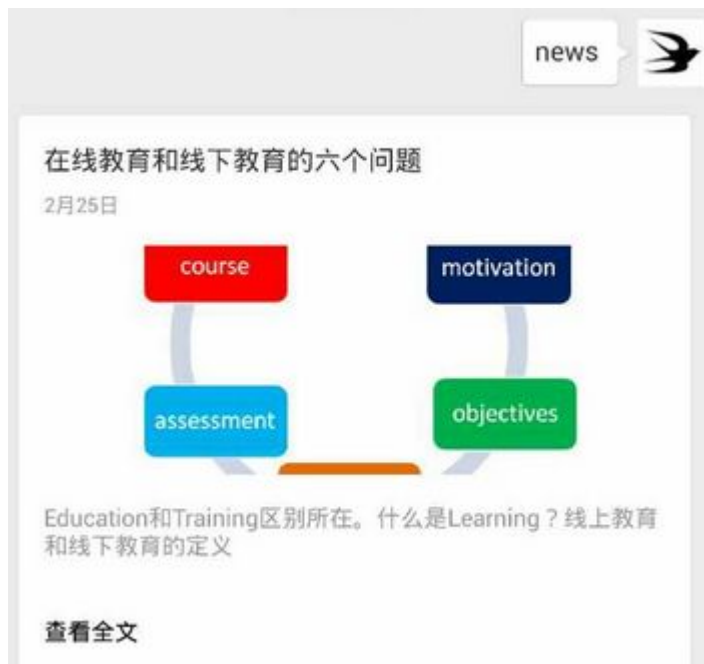 news
在线教育和线下教育的六个问题
2月25日
course
motivation
assessment
objectives
Education和Training区别所在。什么是Learning？线上教育
和线下教育的定义
查看全文